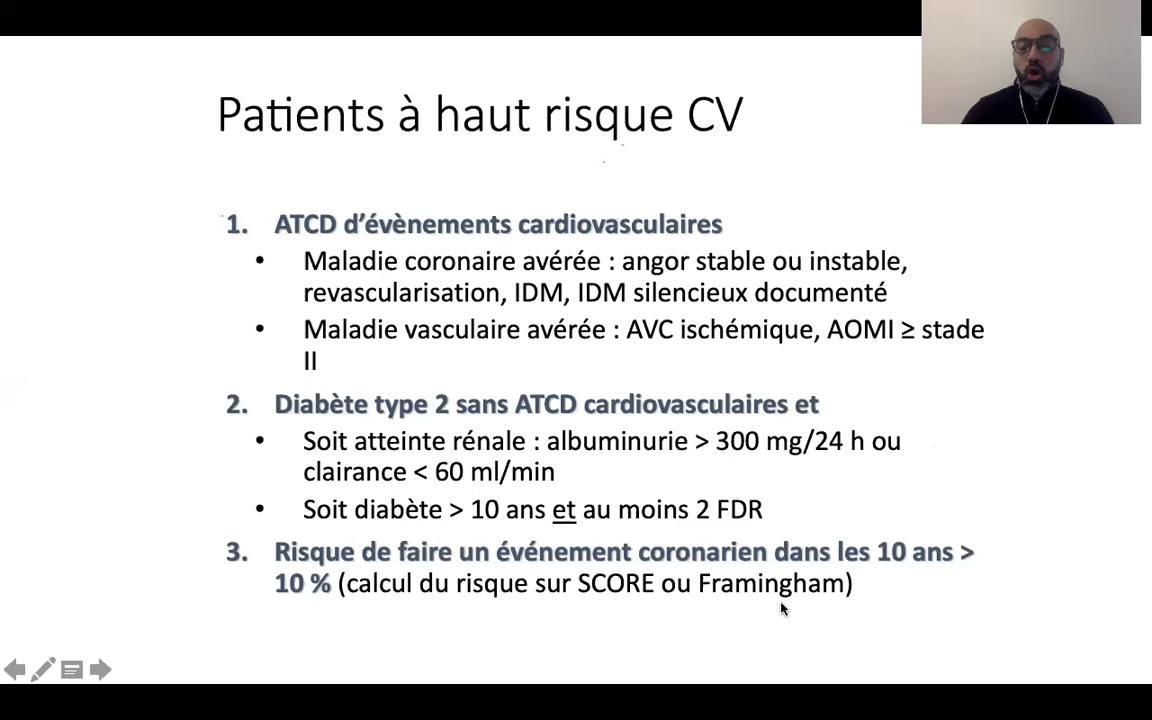 Patients à haut risque CV
1. ATCD d’évènements cardiovasculaires
• Maladie coronaire avérée : angor stable ou instable,
revascularisation, IDM, IDM silencieux documenté
• Maladie vasculaire avérée : AVC ischémique, AOMI ≥ stade
II
2. Diabète type 2 sans ATCD cardiovasculaires et
• Soit atteinte rénale : albuminurie > 300 mg/24 h ou
clairance < 60 ml/min
• Soit diabète > 10 ans et au moins 2 FDR
3. Risque de faire un événement coronarien dans les 10 ans >
10 % (calcul du risque sur SCORE ou Framingham)